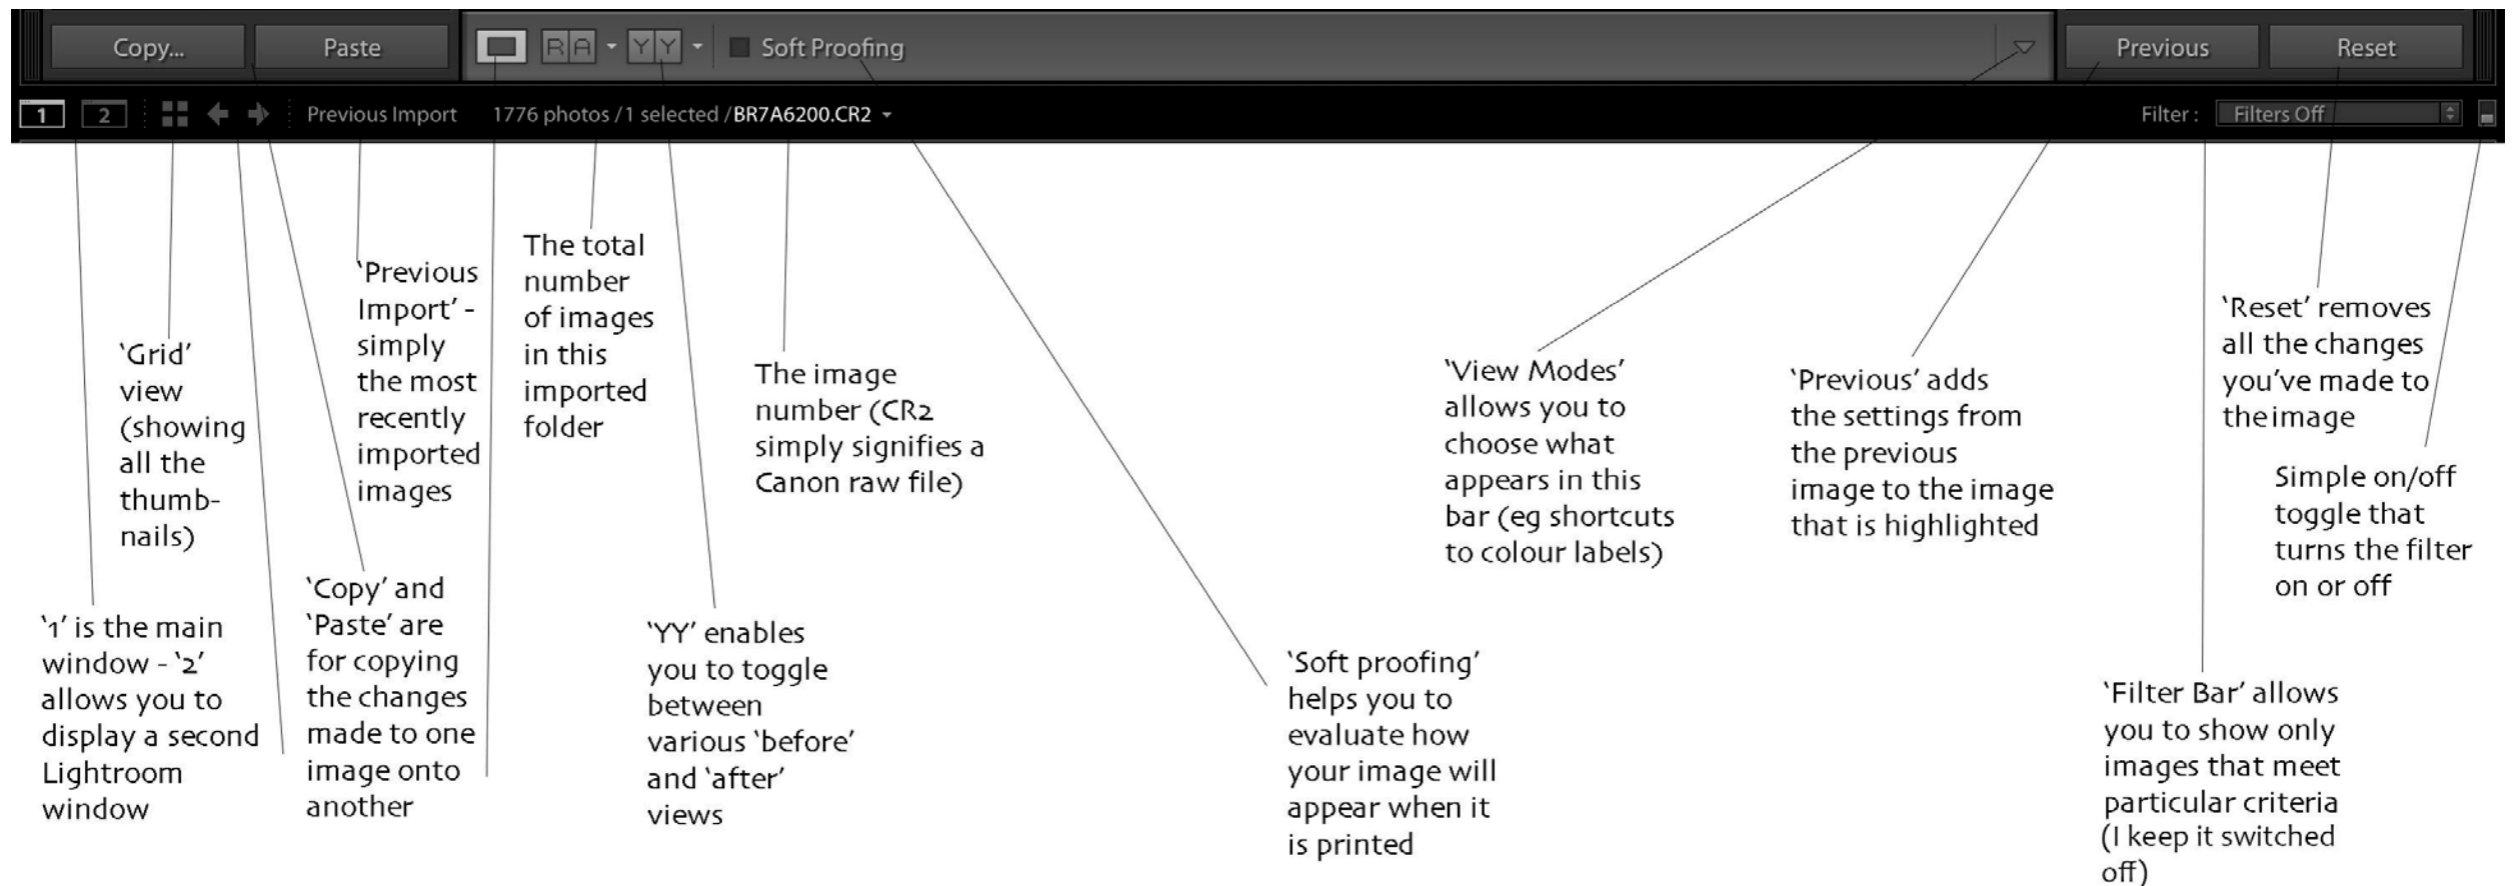 Copy... Paste RA YY Soft Proofing Previous Reset
1 2 Previous Import 1776 photos /1 selected /BR7A6200.CR2 Filter : Filters Off
'Grid'
view
(showing
all the
thumb-
nails)
'Previous
Import' -
simply
the most
recently
imported
images
The total
number
of images
in this
imported
folder
The image
number (CR2
simply signifies a
Canon raw file)
'View Modes'
allows you to
choose what
appears in this
bar (eg shortcuts
to colour labels)
'Previous' adds
the settings from
the previous
image to the image
that is highlighted
'Reset' removes
all the changes
you've made to
the image
Simple on/off
toggle that
turns the filter
on or off
'1' is the main
window - '2'
allows you to
display a second
Lightroom
window
'Copy' and
'Paste' are
for copying
the changes
made to one
image onto
another
'YY' enables
you to toggle
between
various 'before'
and 'after'
views
'Soft proofing'
helps you to
evaluate how
your image will
appear when it
is printed
'Filter Bar' allows
you to show only
images that meet
particular criteria
(I keep it switched
off)